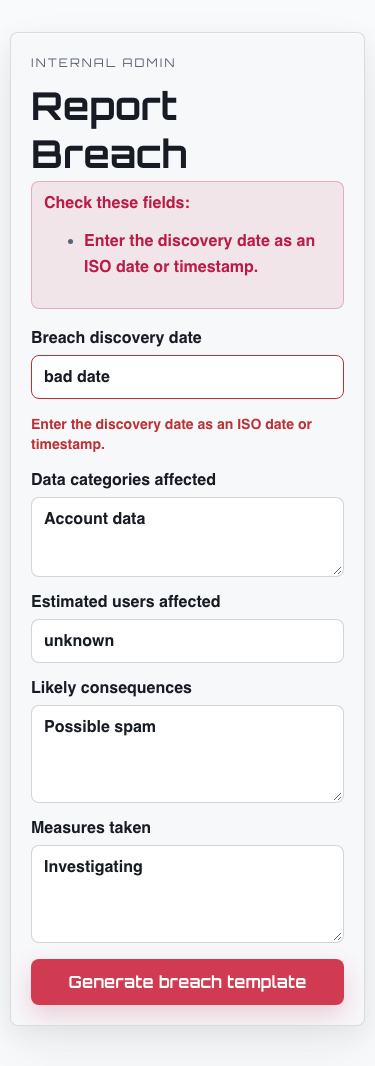 INTERNAL ADMIN
Report
Breach
Check these fields:
Enter the discovery date as an
ISO date or timestamp.
Breach discovery date
bad date
Enter the discovery date as an ISO date or
timestamp.
Data categories affected
Account data
Estimated users affected
unknown
Likely consequences
Possible spam
Measures taken
Investigating
Generate breach template